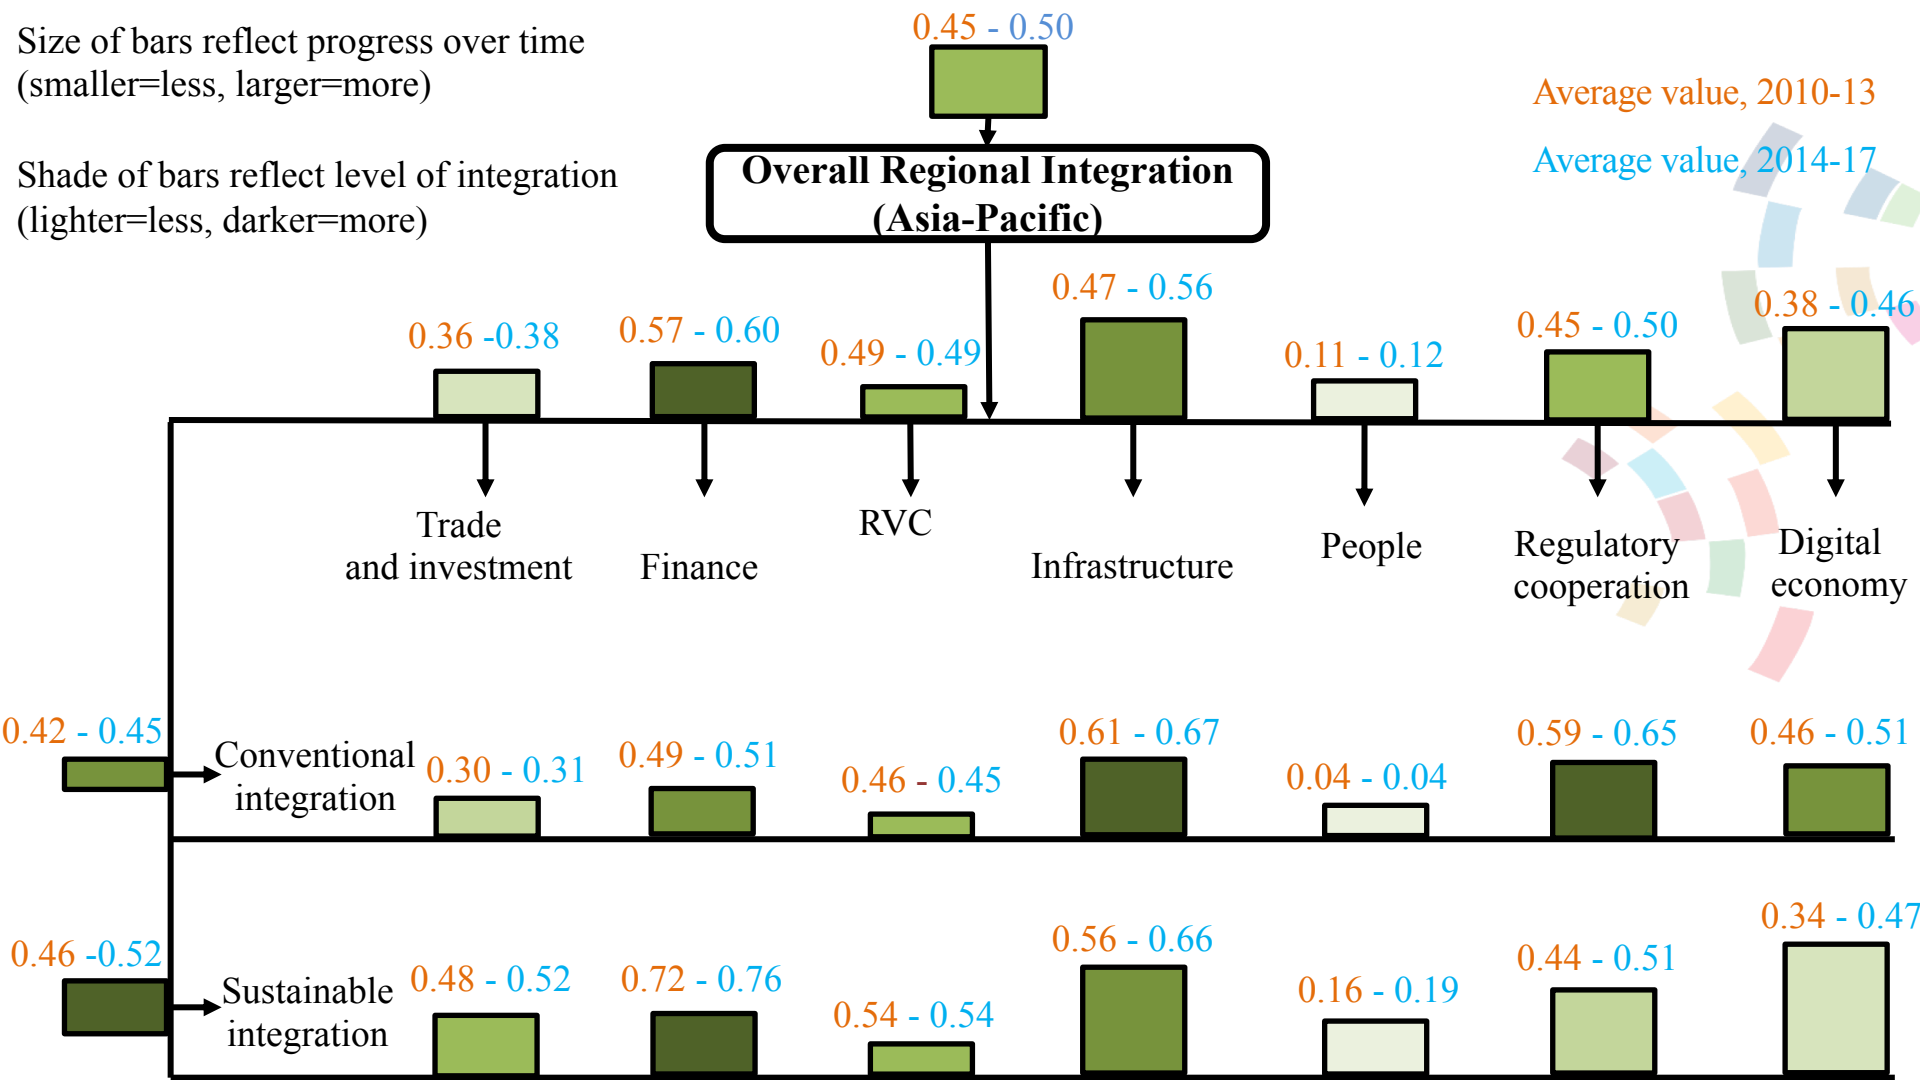 Size of bars reflect progress over time
(smaller=less, larger=more)
Shade of bars reflect level of integration
(lighter=less, darker=more)
0.45 - 0.50
Overall Regional Integration
(Asia-Pacific)
Average value, 2010-13
Average value, 2014-17
0.36 -0.38
0.57 - 0.60
0.49 - 0.49
0.47 - 0.56
0.11 - 0.12
0.45 - 0.50
0.38 - 0.46
Trade
and investment
Finance
RVC
Infrastructure
People
Regulatory
cooperation
Digital
economy
0.42 - 0.45
Conventional
integration
0.30 - 0.31
0.49 - 0.51
0.46 - 0.45
0.61 - 0.67
0.04 - 0.04
0.59 - 0.65
0.46 - 0.51
0.46 -0.52
Sustainable
integration
0.48 - 0.52
0.72 - 0.76
0.54 - 0.54
0.56 - 0.66
0.16 - 0.19
0.44 - 0.51
0.34 - 0.47